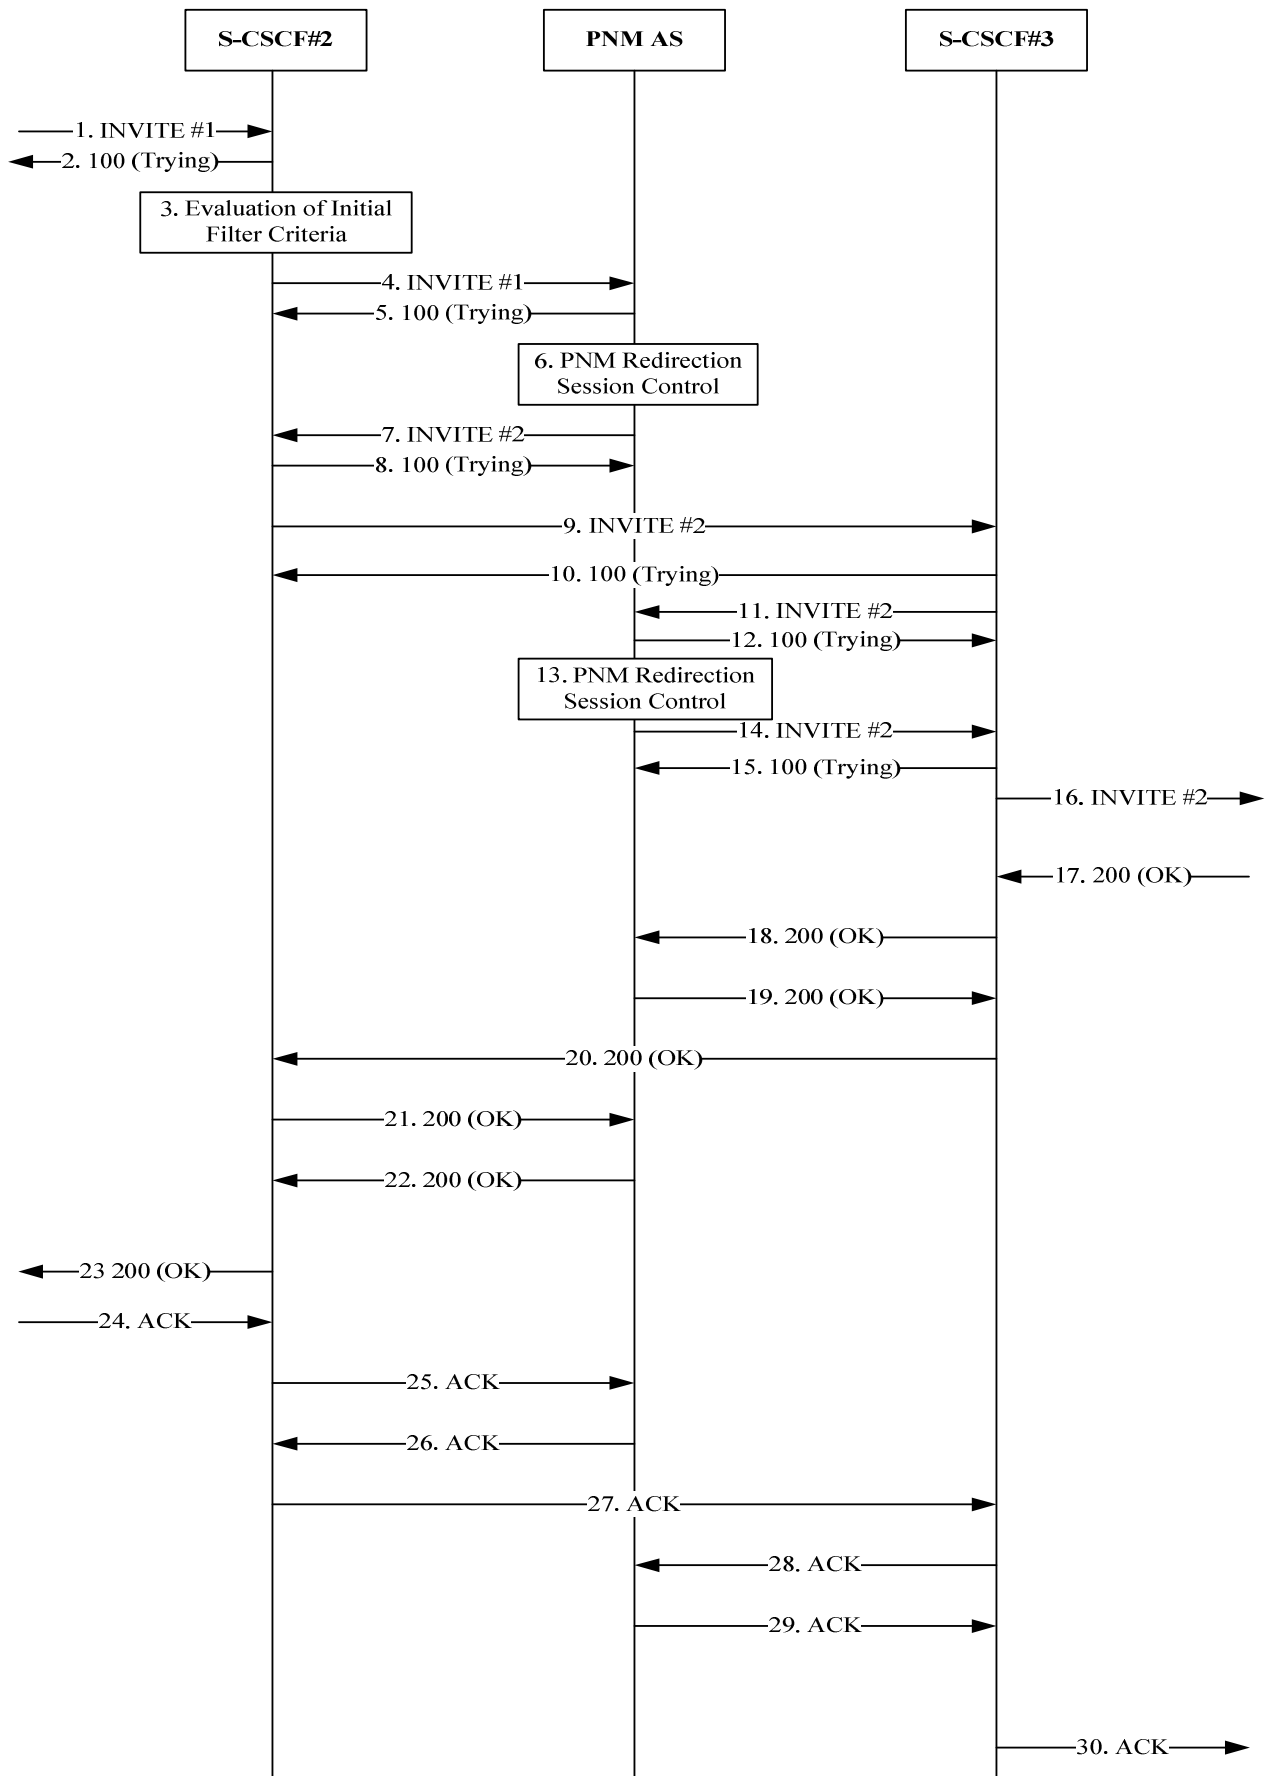 S-CSCF#2
PNM AS
S-CSCF#3
1. INVITE #1
2. 100 (Trying)
3. Evaluation of Initial
Filter Criteria
4. INVITE #1
5. 100 (Trying)
6. PNM Redirection
Session Control
7. INVITE #2
8. 100 (Trying)
9. INVITE #2
10. 100 (Trying)
11. INVITE #2
12. 100 (Trying)
13. PNM Redirection
Session Control
14. INVITE #2
15. 100 (Trying)
16. INVITE #2
17. 200 (OK)
18. 200 (OK)
19. 200 (OK)
20. 200 (OK)
21. 200 (OK)
22. 200 (OK)
23 200 (OK)
24. ACK
25. ACK
26. ACK
27. ACK
28. ACK
29. ACK
30. ACK